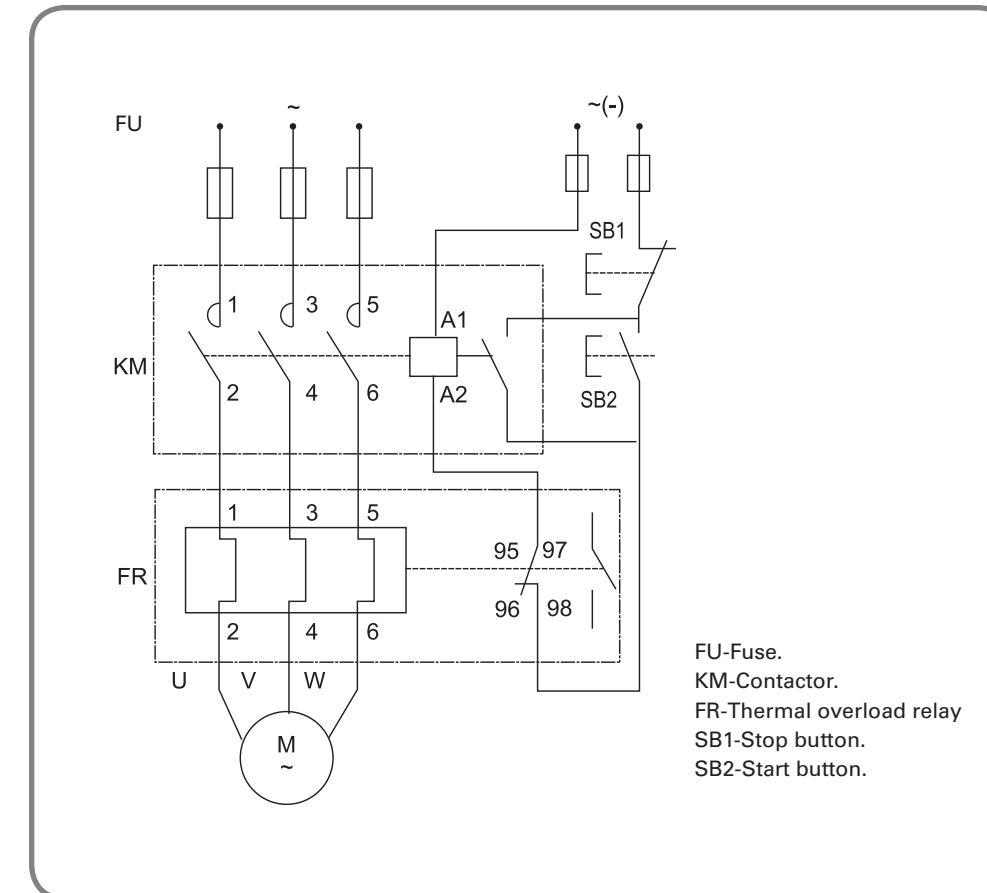 ~ ~(-)
FU
SB1
1 3 5
A1
KM
2 4 6 A2
SB2
1 3 5
95 97
FR
96 98
2 4 6
U V W
M
~
FU-Fuse.
KM-Contactor.
FR-Thermal overload relay
SB1-Stop button.
SB2-Start button.